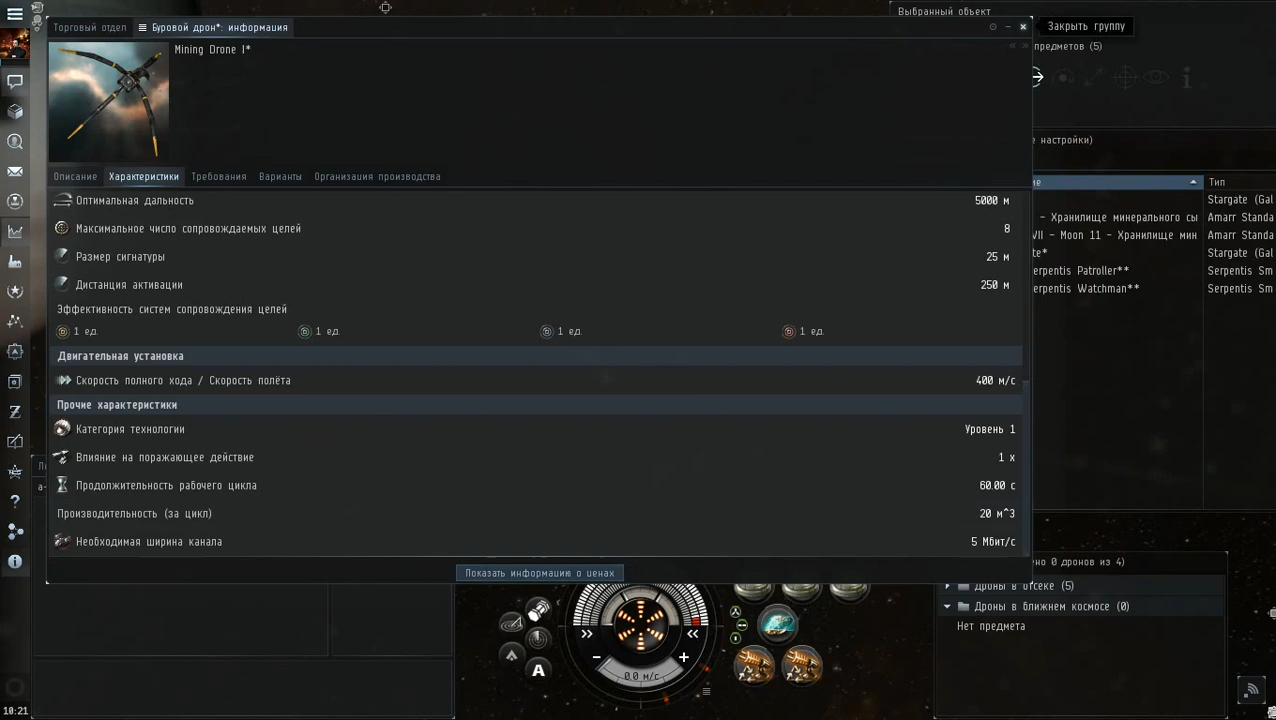 Выбранный объект
Торговый отдел
Буровой дрон*: информация
Закрыть группу
Mining Drone I*
предметов (5)
настройки)
Описание
Характеристики
Требования
Варианты
Организация производства
Тип
Оптимальная дальность 5000 м
Stargate (Gal
Максимальное число сопровождаемых целей 8
– Хранилище минерального сы Amarr Standa
VII – Moon 11 – Хранилище мин Amarr Standa
Размер сигнатуры 25 м
te* Stargate (Gal
erpentis Patroller** Serpentis Sm
Дистанция активации 250 м
erpentis Watchman** Serpentis Sm
Эффективность систем сопровождения целей
1 ед. 1 ед. 1 ед. 1 ед.
Двигательная установка
Скорость полного хода / Скорость полёта 400 м/с
Прочие характеристики
Категория технологии Уровень 1
Влияние на поражающее действие 1 x
Продолжительность рабочего цикла 60.00 с
Производительность (за цикл) 20 м^3
Необходимая ширина канала 5 Мбит/с
Показать информацию о ценах
но 0 дронов из 4)
Дроны в отсеке (5)
Дроны в ближнем космосе (0)
Нет предмета
A
0.0 м/с
10:21